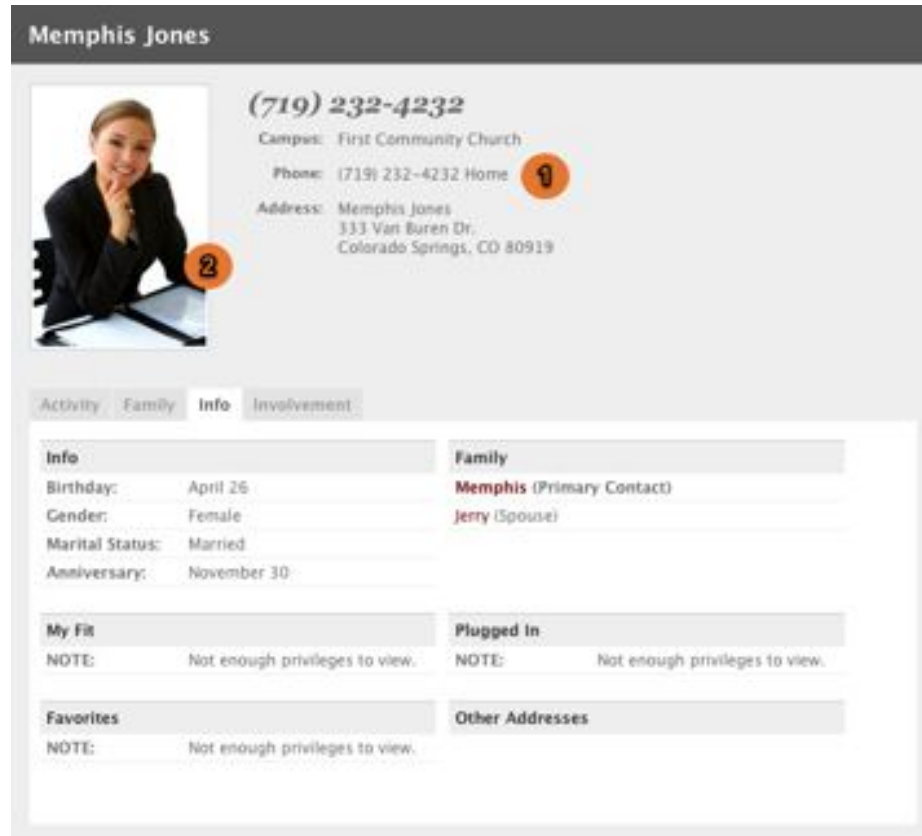 Memphis Jones
(719) 232-4232
Campus: First Community Church
Phone: (719) 232-4232 Home
1
Address: Memphis Jones
333 Van Buren Dr.
Colorado Springs, CO 80919
2
Activity Family Info Involvement
Info
Birthday: April 26
Gender: Female
Marital Status: Married
Anniversary: November 30
Family
Memphis (Primary Contact)
Jerry (Spouse)
My Fit
NOTE: Not enough privileges to view.
Plugged In
NOTE: Not enough privileges to view.
Favorites
NOTE: Not enough privileges to view.
Other Addresses